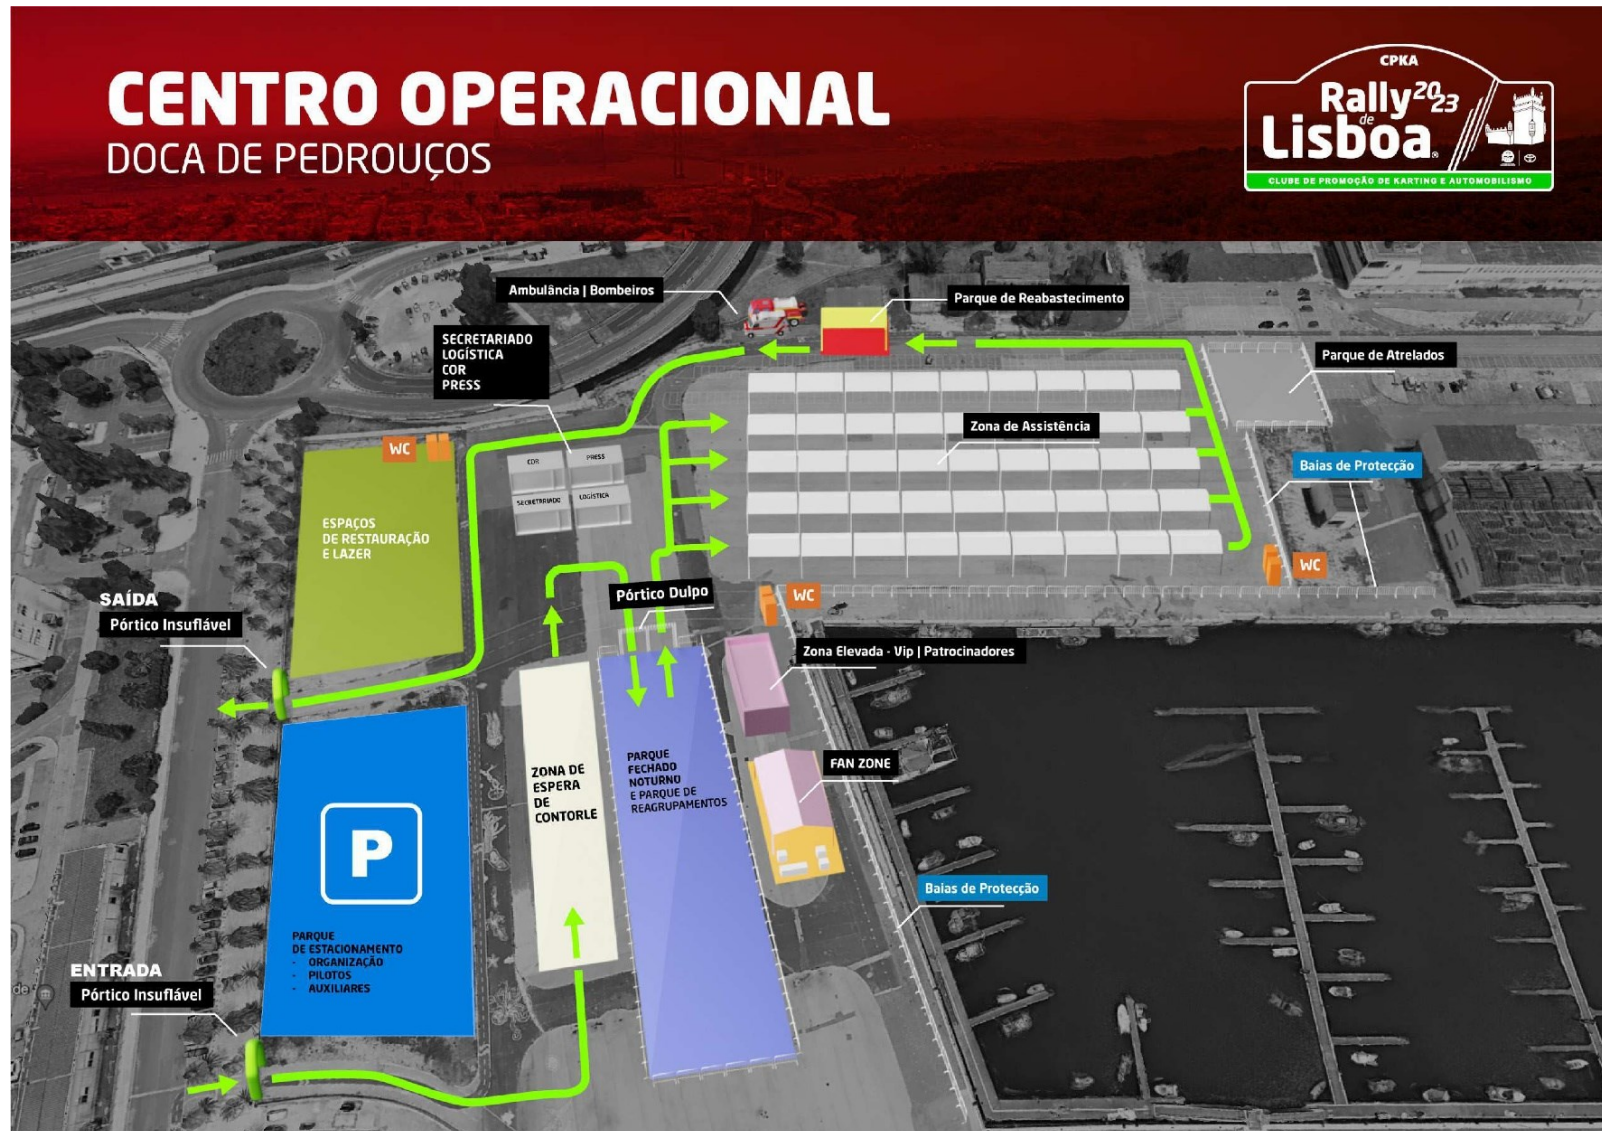 CENTRO OPERACIONAL
DOCA DE PEDROUÇOS
CPKA
Rally 2023
de
Lisboa
CLUBE DE PROMOÇÃO DE KARTING E AUTOMOBILISMO
Ambulância | Bombeiros
Parque de Reabastecimento
SECRETARIADO
LOGÍSTICA
COR
PRESS
Parque de Atrelados
Zona de Assistência
WC
COR
PRESS
SECRETARIADO
LOGÍSTICA
Baias de Protecção
ESPAÇOS
DE RESTAURAÇÃO
E LAZER
WC
Pórtico Dulpo
WC
SAÍDA
Pórtico Insuflável
Zona Elevada - Vip | Patrocinadores
PARQUE
FECHADO
NOTURNO
E PARQUE DE
REAGRUPAMENTOS
ZONA DE
ESPERA
DE
CONTORLE
FAN ZONE
P
Baias de Protecção
PARQUE
DE ESTACIONAMENTO
- ORGANIZAÇÃO
- PILOTOS
- AUXILIARES
ENTRADA
Pórtico Insuflável